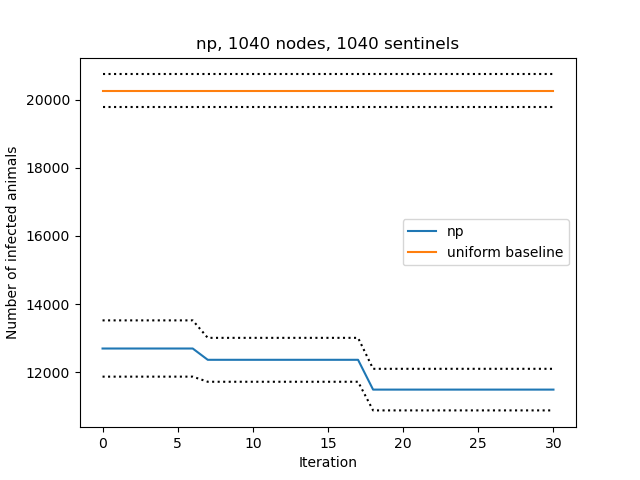 np, 1040 nodes, 1040 sentinels
Number of infected animals
20000
18000
16000
14000
12000
np
uniform baseline
0 5 10 15 20 25 30
Iteration